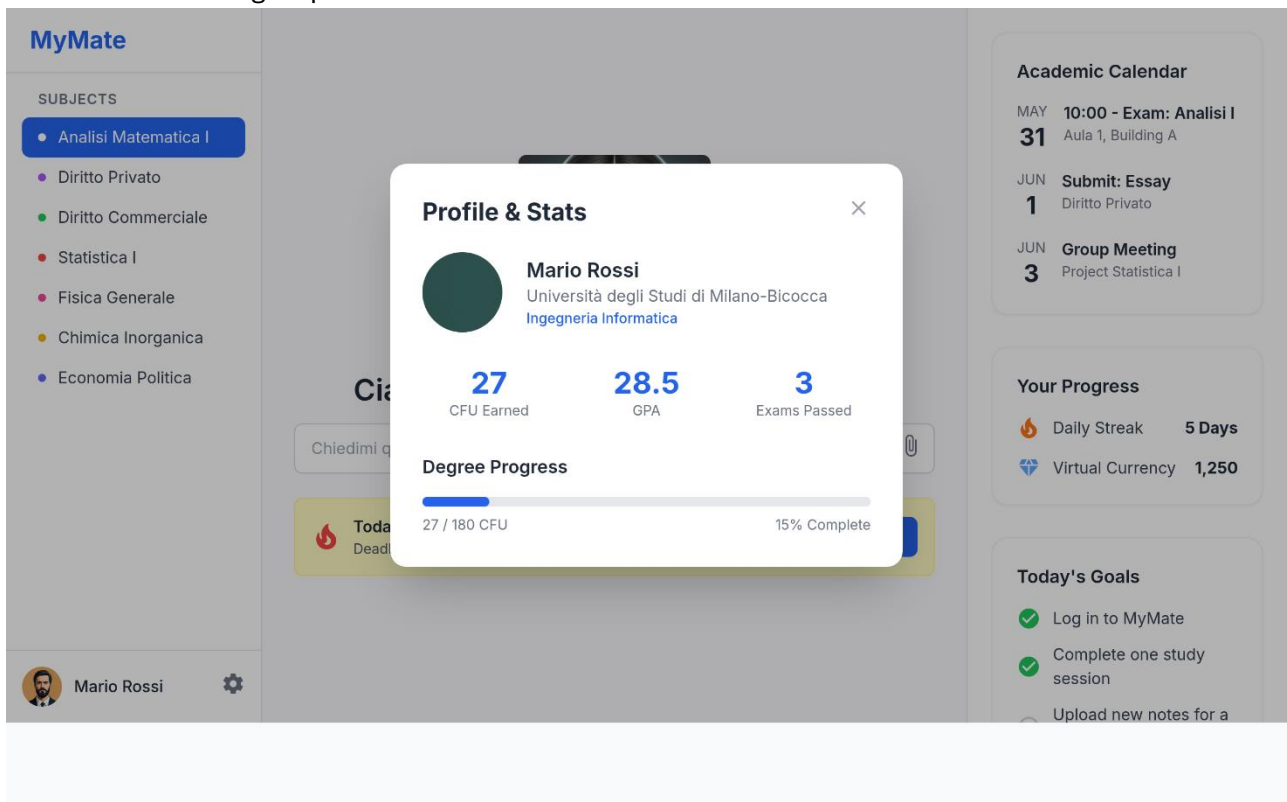 MyMate
SUBJECTS
Analisi Matematica I
Diritto Privato
Diritto Commerciale
Statistica I
Fisica Generale
Chimica Inorganica
Economia Politica
Mario Rossi
Chiedimi
Deadl
Profile & Stats
Mario Rossi
Università degli Studi di Milano-Bicocca
Ingegneria Informatica
27
CFU Earned
28.5
GPA
3
Exams Passed
Degree Progress
27 / 180 CFU
15% Complete
Academic Calendar
MAY
31
10:00 - Exam: Analisi I
Aula 1, Building A
JUN
1
Submit: Essay
Diritto Privato
JUN
3
Group Meeting
Project Statistica I
Your Progress
Daily Streak 5 Days
Virtual Currency 1,250
Today's Goals
Log in to MyMate
Complete one study
session
Upload new notes for a